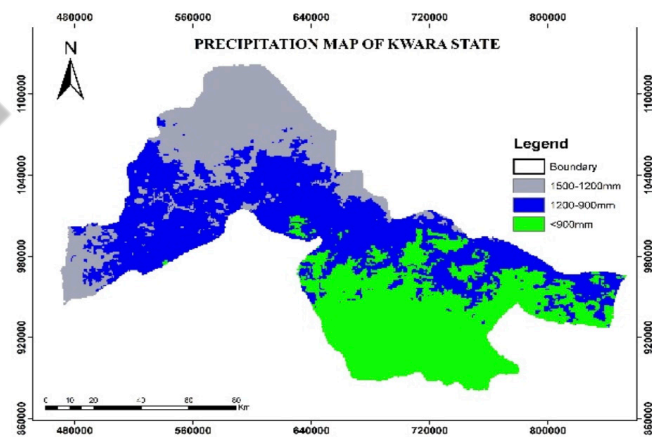 480000 560000 640000 720000 800000
PRECIPITATION MAP OF KWARA STATE
N
1100000
1040000
980000
920000
860000
1100000
1040000
980000
920000
860000
Legend
Boundary
1500-1200mm
1200-900mm
<900mm
0 10 20 40 60 80
Km
480000 560000 640000 720000 800000